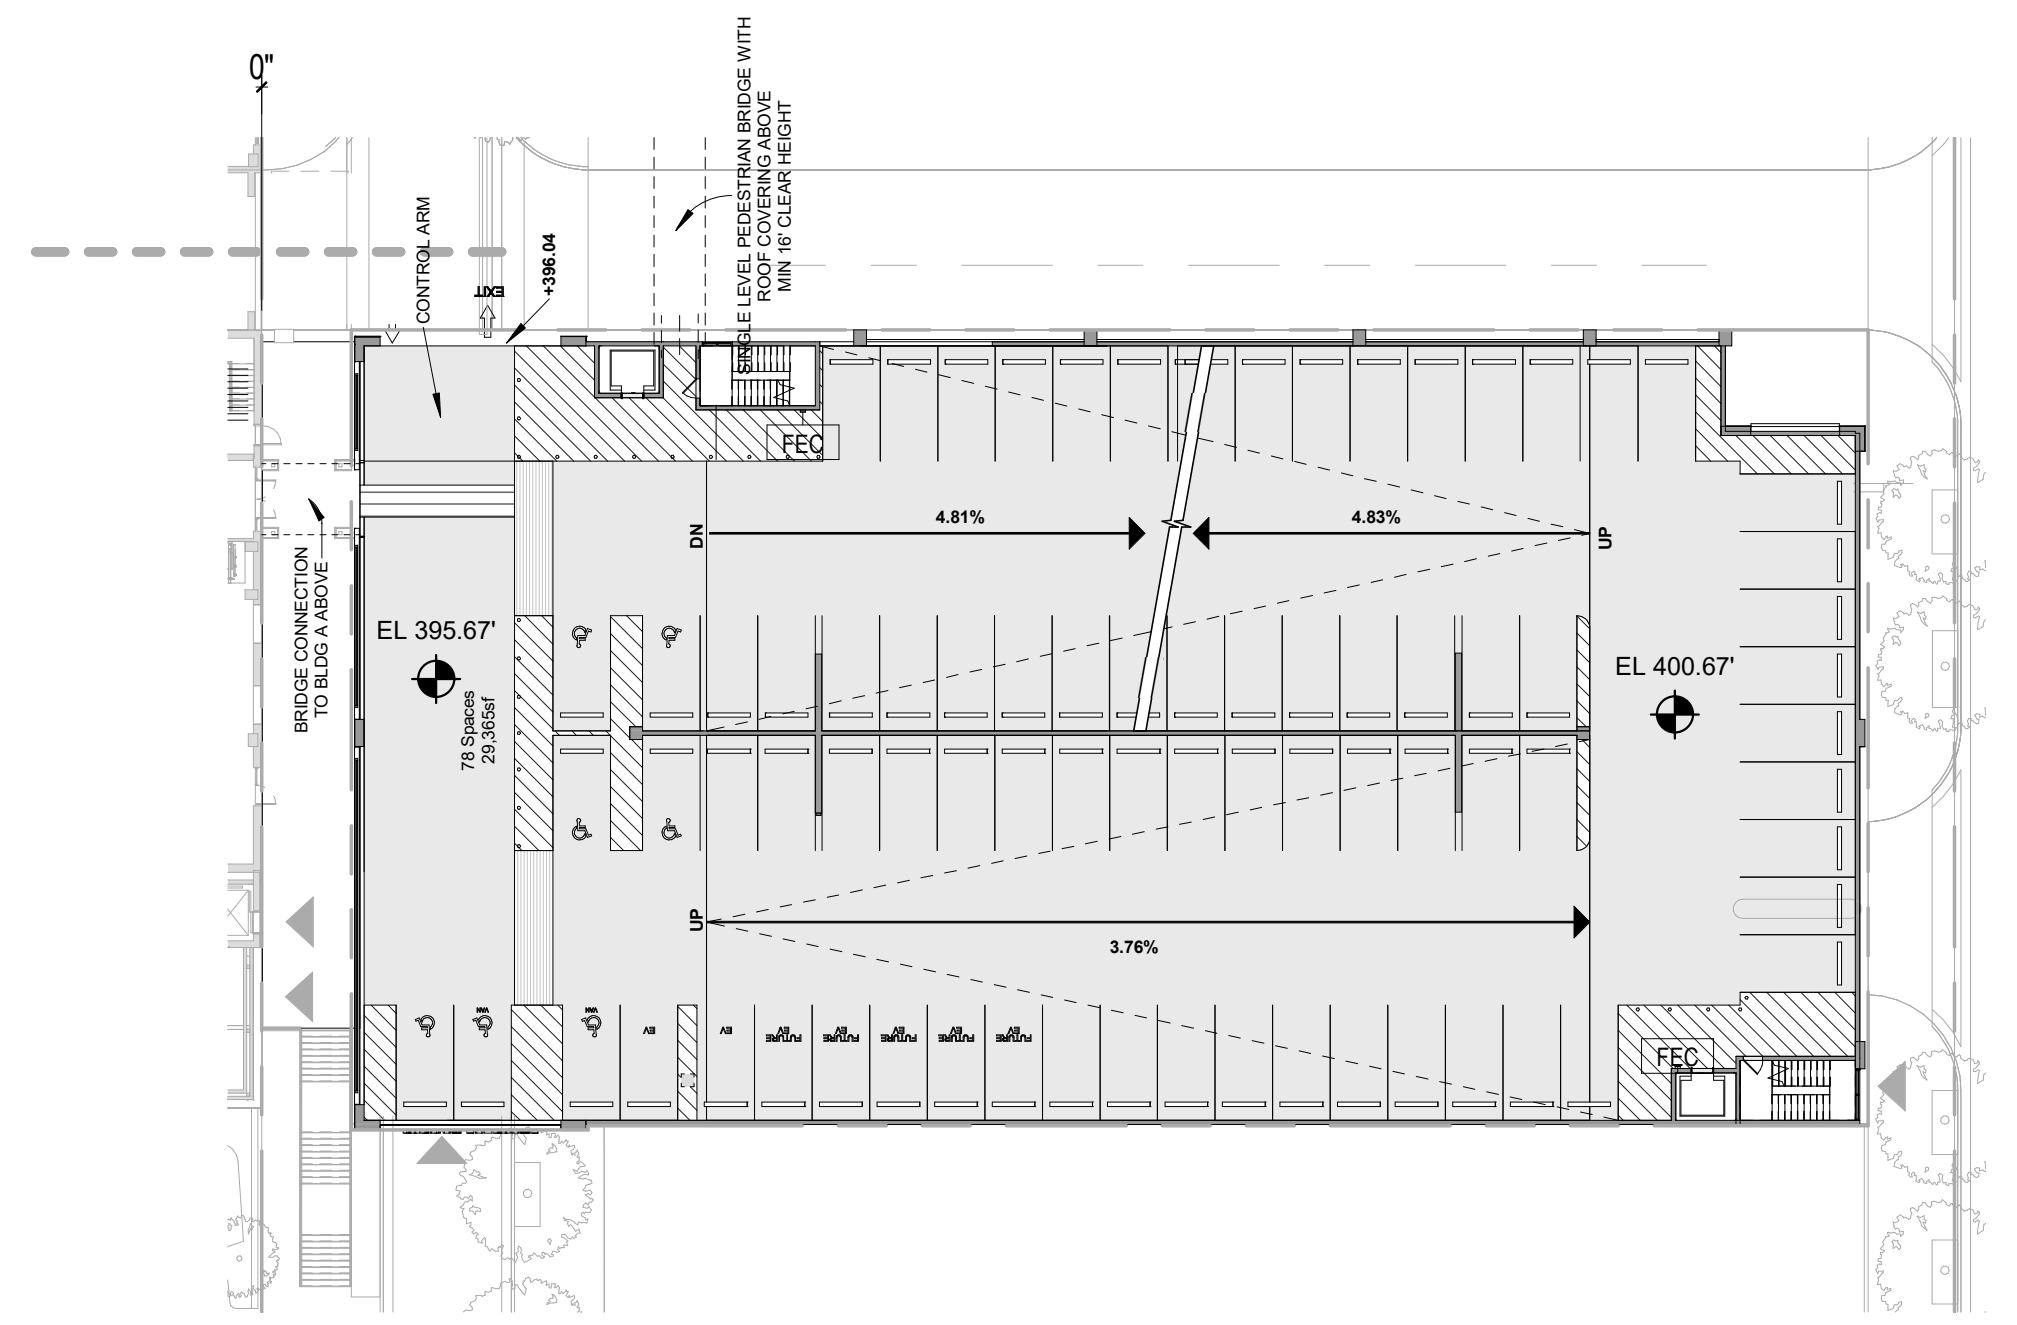 0"
SINGLE LEVEL PEDESTRIAN BRIDGE WITH
ROOF COVERING ABOVE
MIN 16' CLEAR HEIGHT
CONTROL ARM
EXIT
+396.04
FEC
4.81%
4.83%
DN
UP
BRIDGE CONNECTION
TO BLDG A ABOVE
EL 395.67'
EL 400.67'
78 Spaces
29,365sf
UP
3.76%
VAN
VAN
EV
EV
FUTURE
EV
FUTURE
EV
FUTURE
EV
FUTURE
EV
FUTURE
EV
FEC